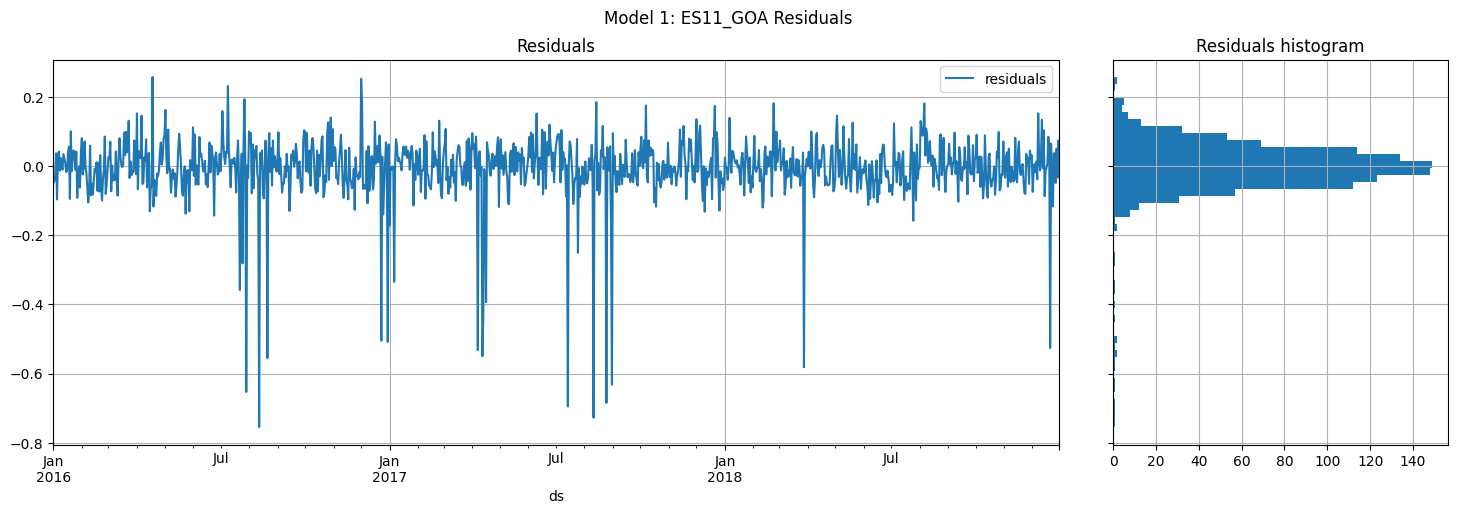 Model 1: ES11_GOA Residuals
Residuals
Residuals histogram
residuals
0.2
0.0
−0.2
−0.4
−0.6
−0.8
Jan
2016
Jul
Jan
2017
Jul
Jan
2018
Jul
ds
0 20 40 60 80 100 120 140